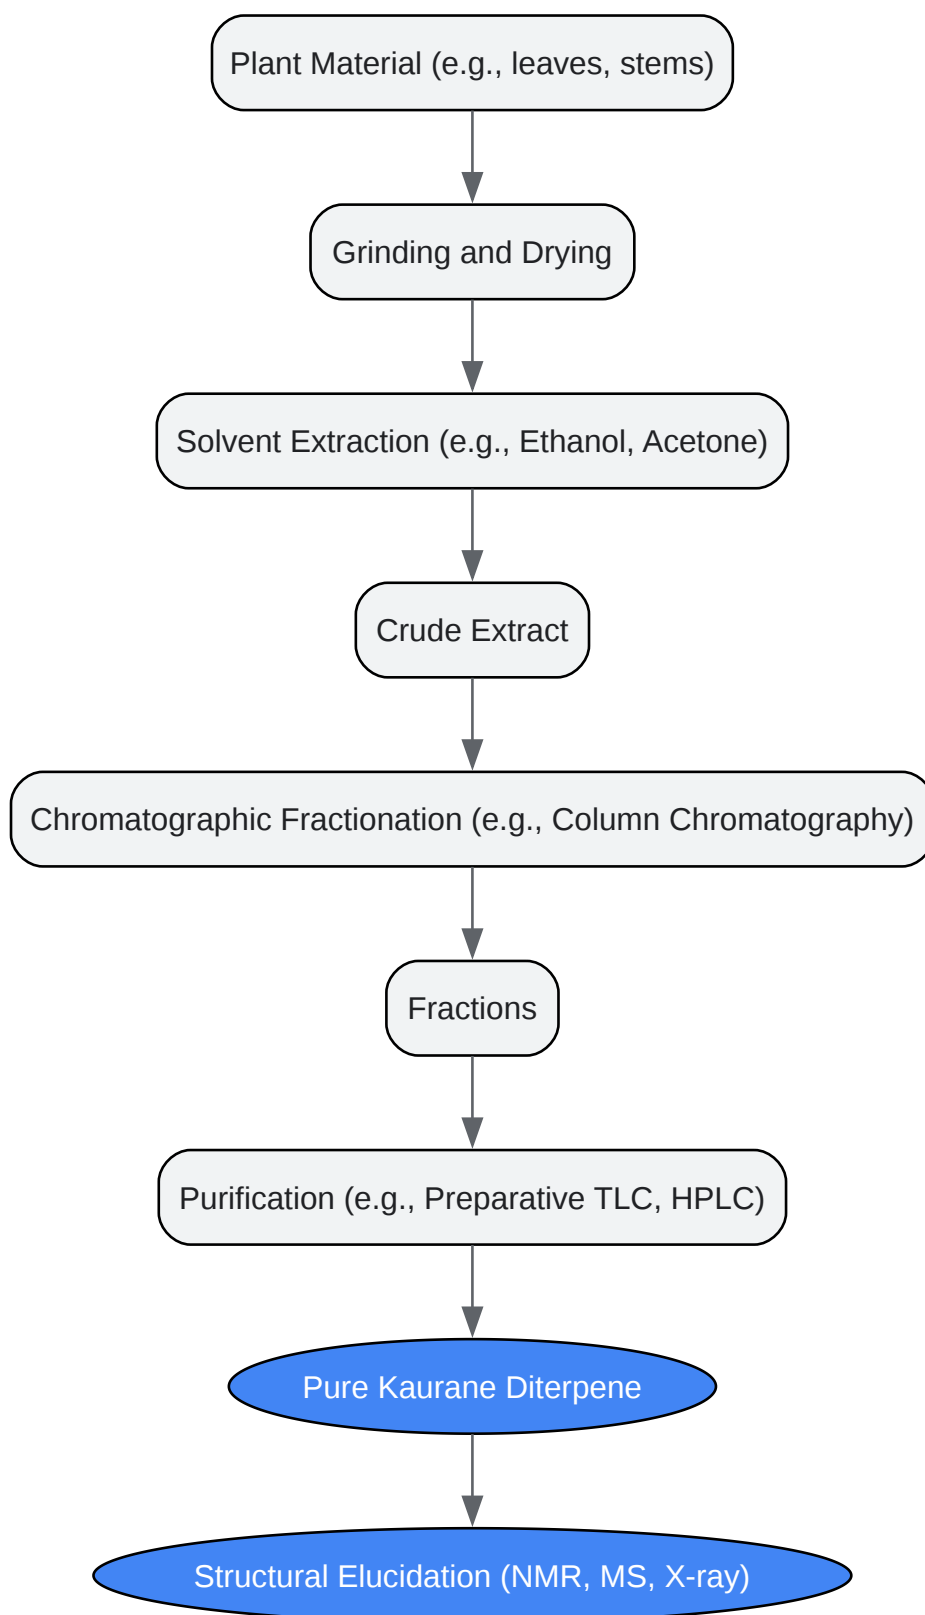 Plant Material (e.g., leaves, stems)
Grinding and Drying
Solvent Extraction (e.g., Ethanol, Acetone)
Crude Extract
Chromatographic Fractionation (e.g., Column Chromatography)
Fractions
Purification (e.g., Preparative TLC, HPLC)
Pure Kaurane Diterpene
Structural Elucidation (NMR, MS, X-ray)